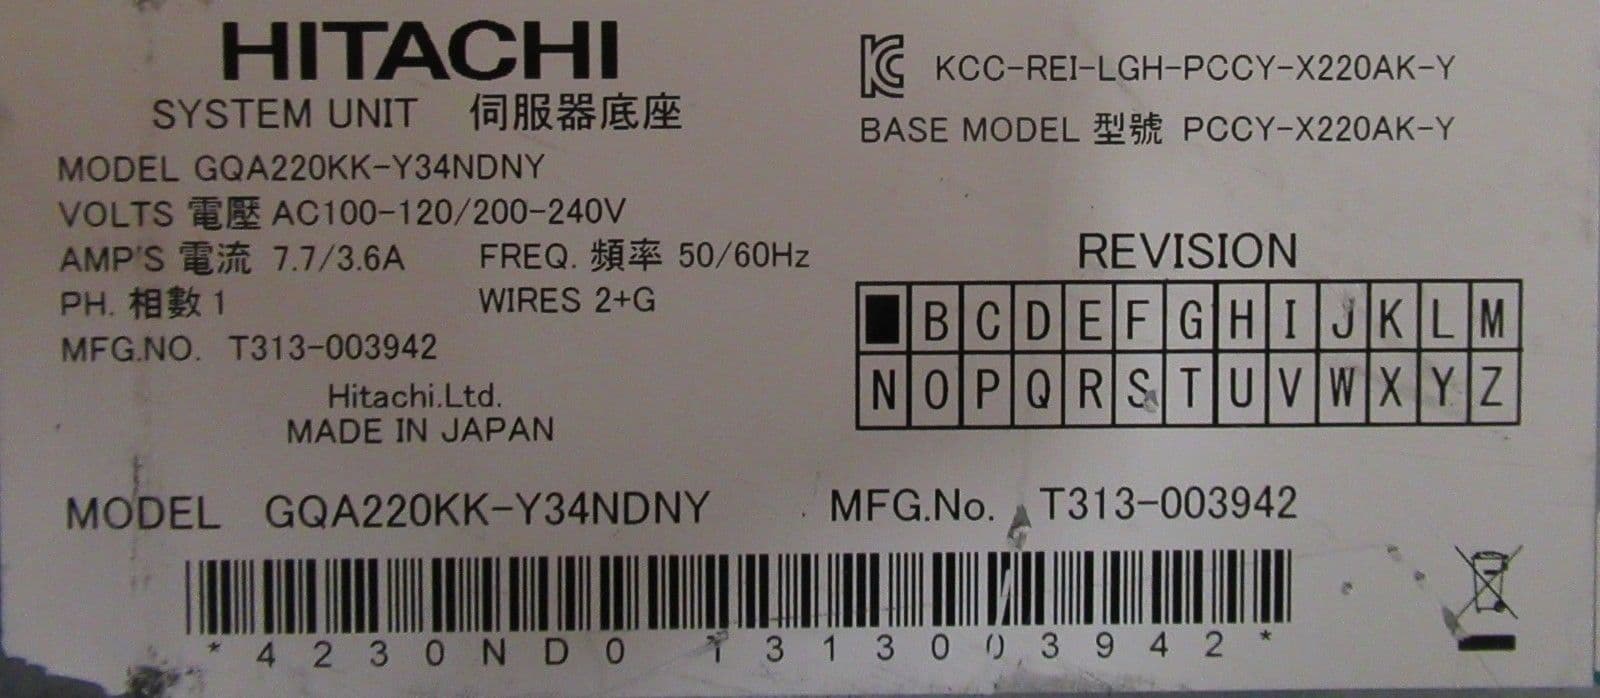 HITACHI
SYSTEM UNIT 伺服器底座
MODEL GQA220KK-Y34NDNY
VOLTS 電壓 AC100-120/200-240V
AMP'S 電流 7.7/3.6A FREQ. 頻率 50/60Hz
PH. 相數 1 WIRES 2+G
MFG.NO. T313-003942
Hitachi.Ltd.
MADE IN JAPAN
KCC-REI-LGH-PCCY-X220AK-Y
BASE MODEL 型號 PCCY-X220AK-Y
REVISION
■ B C D E F G H I J K L M
N O P Q R S T U V W X Y Z
MODEL GQA220KK-Y34NDNY MFG.No. T313-003942
*4230ND0 T313003942*